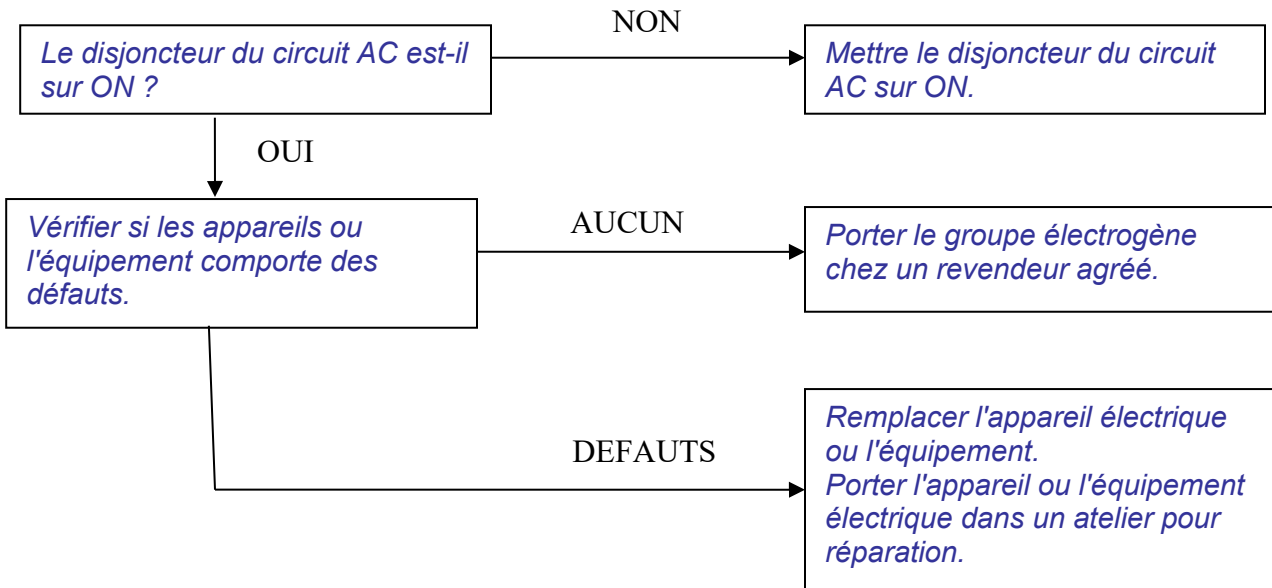 NON
Le disjoncteur du circuit AC est-il
sur ON ?
Mettre le disjoncteur du circuit
AC sur ON.
OUI
Vérifier si les appareils ou
l'équipement comporte des
défauts.
AUCUN
Porter le groupe électrogène
chez un revendeur agréé.
DEFAUTS
Remplacer l'appareil électrique
ou l'équipement.
Porter l'appareil ou l'équipement
électrique dans un atelier pour
réparation.